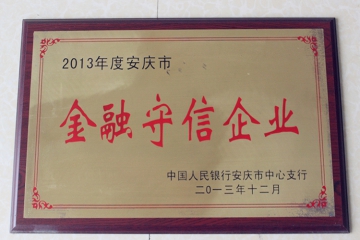 2013年度安庆市
金融守信企业
中国人民银行安庆市中心支行
二〇一三年十二月